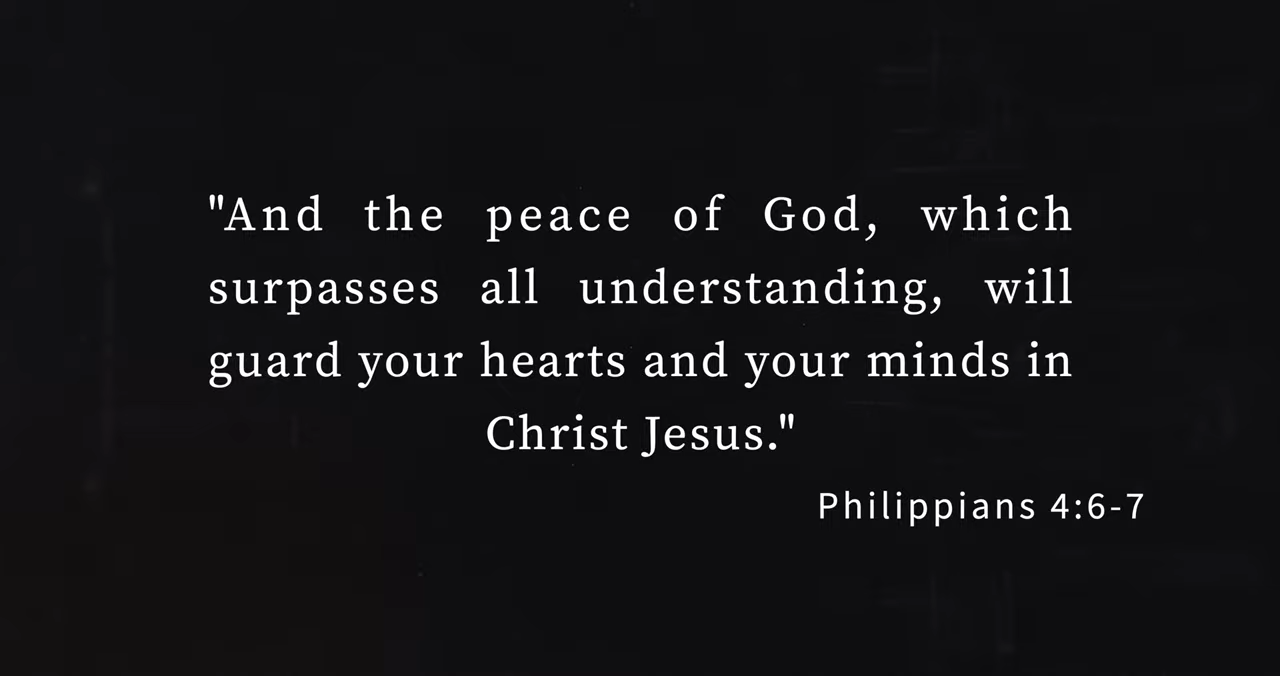 "And the peace of God, which
surpasses all understanding, will
guard your hearts and your minds in
Christ Jesus."
Philippians 4:6-7